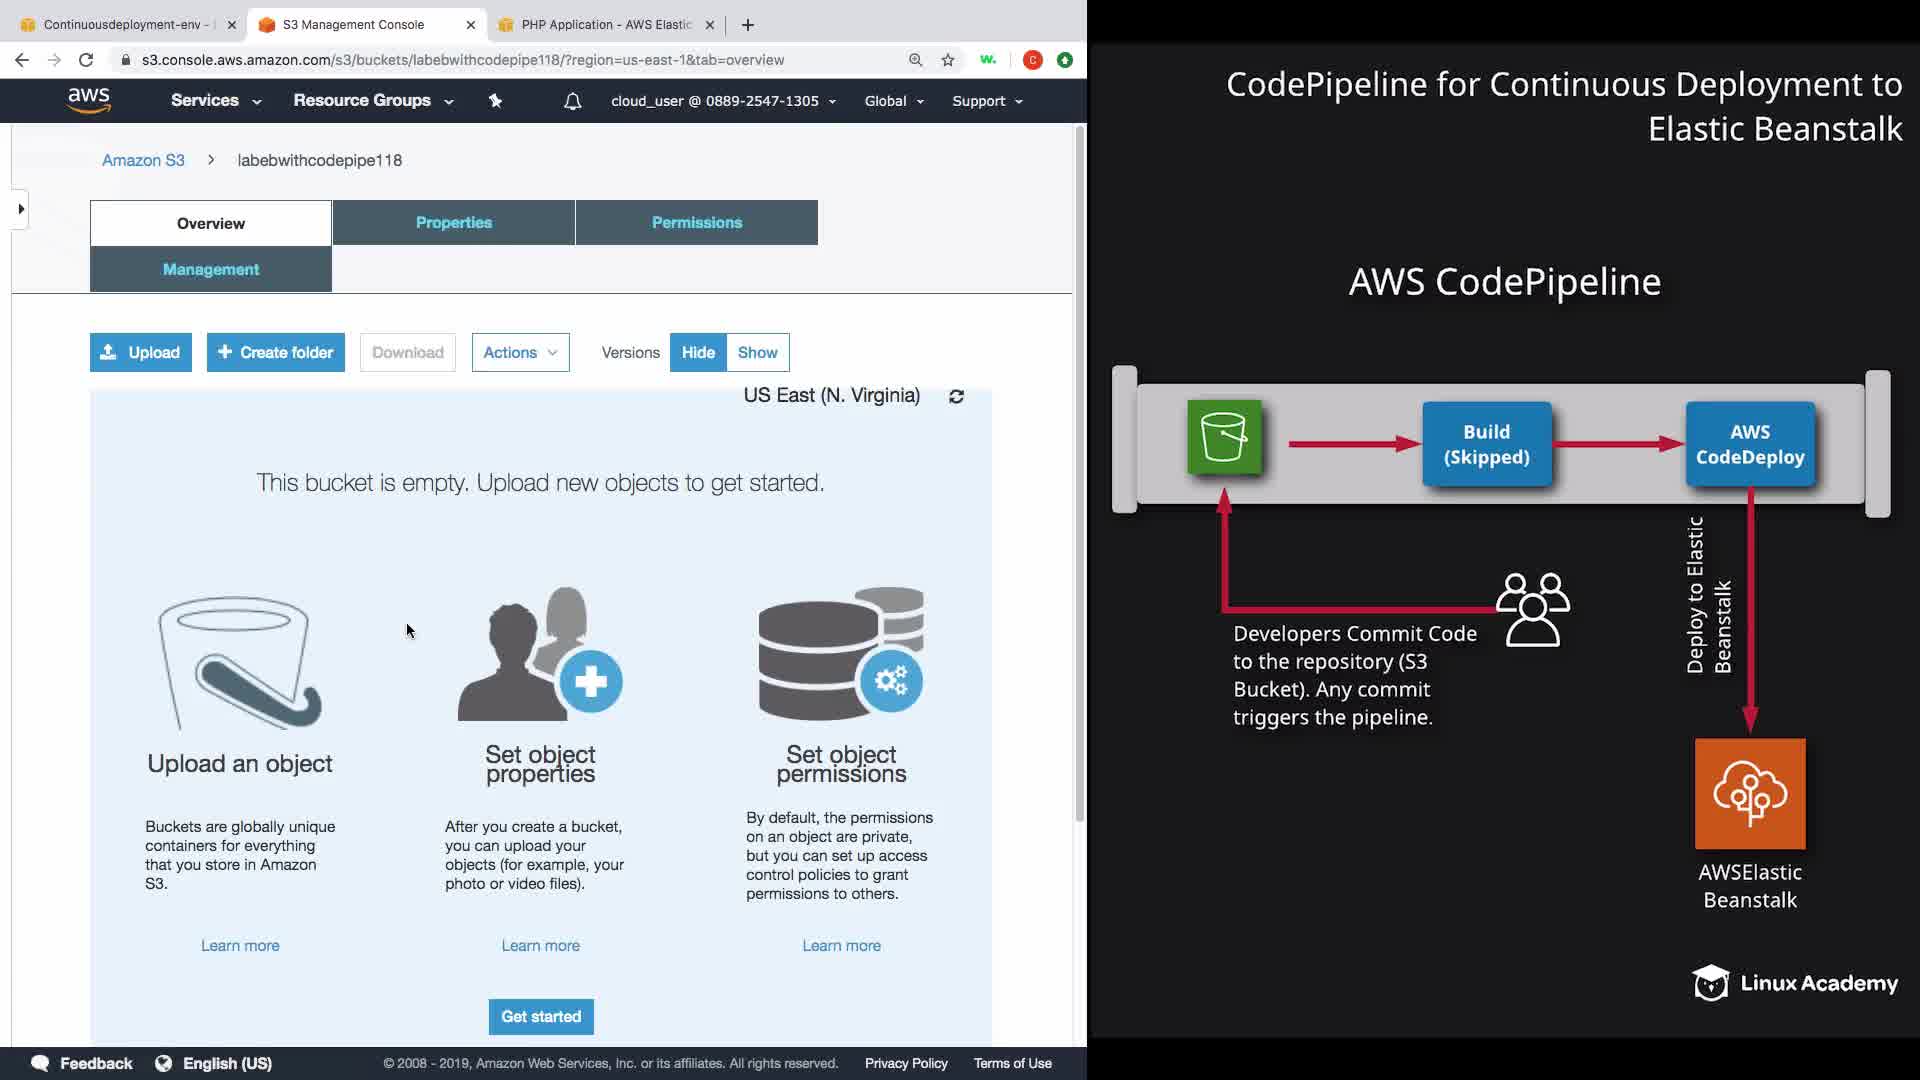 Continuousdeployment-env -
S3 Management Console
PHP Application - AWS Elastic
s3.console.aws.amazon.com/s3/buckets/labebwithcodepipe118/?region=us-east-1&tab=overview
aws
Services
Resource Groups
cloud_user @ 0889-2547-1305
Global
Support
Amazon S3 > labebwithcodepipe118
Overview
Properties
Permissions
Management
Upload
Create folder
Download
Actions
Versions
Hide
Show
US East (N. Virginia)
This bucket is empty. Upload new objects to get started.
Upload an object
Buckets are globally unique
containers for everything
that you store in Amazon
S3.
Learn more
Set object
properties
After you create a bucket,
you can upload your
objects (for example, your
photo or video files).
Learn more
Set object
permissions
By default, the permissions
on an object are private,
but you can set up access
control policies to grant
permissions to others.
Learn more
Get started
Feedback
English (US)
© 2008 - 2019, Amazon Web Services, Inc. or its affiliates. All rights reserved.
Privacy Policy
Terms of Use
CodePipeline for Continuous Deployment to
Elastic Beanstalk
AWS CodePipeline
Build
(Skipped)
AWS
CodeDeploy
Developers Commit Code
to the repository (S3
Bucket). Any commit
triggers the pipeline.
Deploy to Elastic
Beanstalk
AWSElastic
Beanstalk
Linux Academy